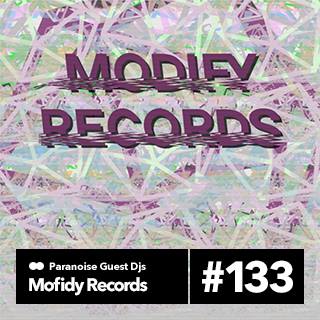 MODIFY
RECORDS
Paranoise Guest Djs
Mofidy Records
#133